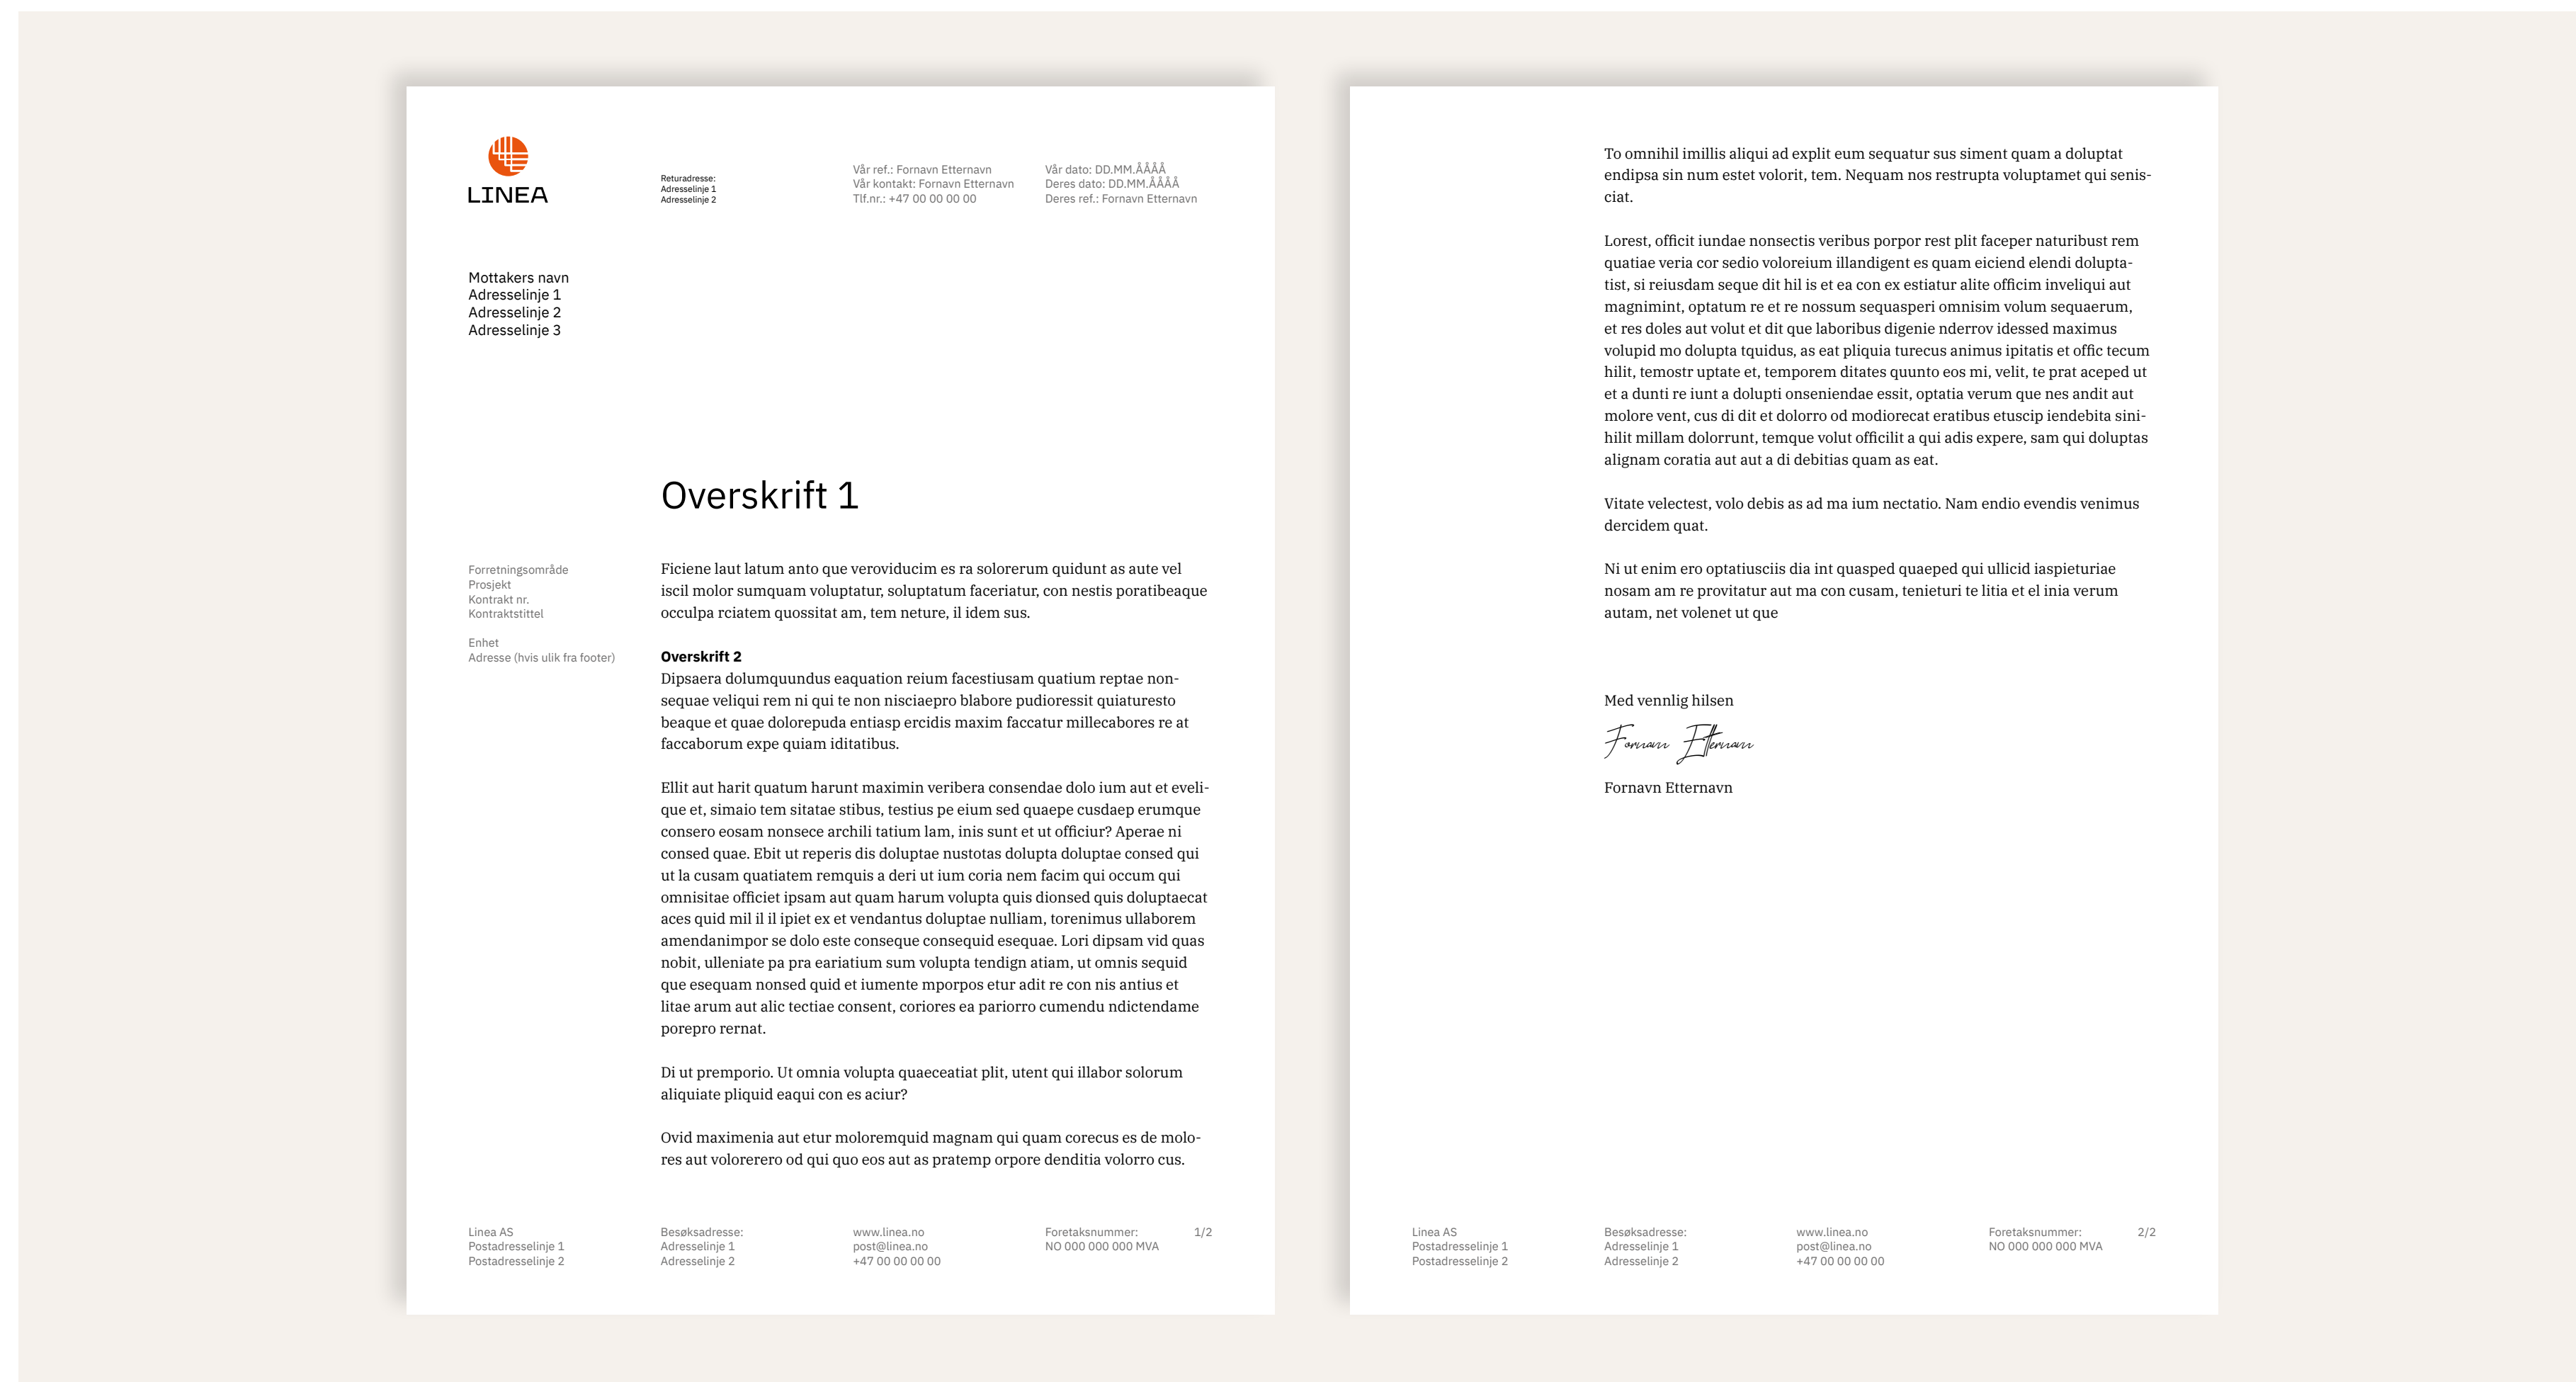 LINEA
Returadresse:
Adresselinje 1
Adresselinje 2
Vår ref.: Fornavn Etternavn
Vår kontakt: Fornavn Etternavn
Tlf.nr.: +47 00 00 00 00
Vår dato: DD.MM.ÅÅÅÅ
Deres dato: DD.MM.ÅÅÅÅ
Deres ref.: Fornavn Etternavn
Mottakers navn
Adresselinje 1
Adresselinje 2
Adresselinje 3
Overskrift 1
Forretningsområde
Prosjekt
Kontrakt nr.
Kontraktstittel
Enhet
Adresse (hvis ulik fra footer)
Ficiene laut latum anto que veroviducim es ra solorerum quidunt as aute vel
iscil molor sumquam voluptatur, soluptatum faceriatur, con nestis poratibeaque
occulpa rciatem quossitat am, tem neture, il idem sus.
Overskrift 2
Dipsaera dolumquundus eaquation reium facestiusam quatium reptae non-
sequae veliqui rem ni qui te non nisciaepro blabore pudioressit quiaturesto
beaque et quae dolorepuda entiasp ercidis maxim faccatur millecabores re at
faccaborum expe quiam iditatibus.
Ellit aut harit quatum harunt maximin veribera consendae dolo ium aut et eveli-
que et, simaio tem sitatae stibus, testius pe eium sed quaepe cusdaep erumque
consero eosam nonsece archili tatium lam, inis sunt et ut officiur? Aperae ni
consed quae. Ebit ut reperis dis doluptae nustotas dolupta doluptae consed qui
ut la cusam quatiatem remquis a deri ut ium coria nem facim qui occum qui
omnisitae officiet ipsam aut quam harum volupta quis dionsed quis doluptaecat
aces quid mil il il ipiet ex et vendantus doluptae nulliam, torenimus ullaborem
amendanimpor se dolo este conseque consequid esequae. Lori dipsam vid quas
nobit, ulleniate pa pra eariatium sum volupta tendign atiam, ut omnis sequid
que esequam nonsed quid et iumente mporpos etur adit re con nis antius et
litae arum aut alic tectiae consent, coriores ea pariorro cumendu ndictendame
porepro rernat.
Di ut premporio. Ut omnia volupta quaeceatiat plit, utent qui illabor solorum
aliquiate pliquid eaqui con es aciur?
Ovid maximenia aut etur moloremquid magnam qui quam corecus es de molo-
res aut volorerero od qui quo eos aut as pratemp orpore denditia volorro cus.
Linea AS
Postadresselinje 1
Postadresselinje 2
Besøksadresse:
Adresselinje 1
Adresselinje 2
www.linea.no
post@linea.no
+47 00 00 00 00
Foretaksnummer:
NO 000 000 000 MVA
1/2
To omnihil imillis aliqui ad explit eum sequatur sus siment quam a doluptat
endipsa sin num estet volorit, tem. Nequam nos restrupta voluptamet qui senis-
ciat.
Lorest, officit iundae nonsectis veribus porpor rest plit faceper naturibust rem
quatiae veria cor sedio voloreium illandigent es quam eiciend elendi dolupta-
tist, si reiusdam seque dit hil is et ea con ex estiatur alite officim inveliqui aut
magnimint, optatum re et re nossum sequasperi omnisim volum sequaerum,
et res doles aut volut et dit que laboribus digenie nderrov idessed maximus
volupid mo dolupta tquidus, as eat pliquia turecus animus ipitatis et offic tecum
hilit, temostr uptate et, temporem ditates quunto eos mi, velit, te prat aceped ut
et a dunti re iunt a dolupti onseniendae essit, optatia verum que nes andit aut
molore vent, cus di dit et dolorro od modiorecat eratibus etuscip iendebita sini-
hilit millam dolorrunt, temque volut officilit a qui adis expere, sam qui doluptas
alignam coratia aut aut a di debitias quam as eat.
Vitate velectest, volo debis as ad ma ium nectatio. Nam endio evendis venimus
dercidem quat.
Ni ut enim ero optatiusciis dia int quasped quaeped qui ullicid iaspieturiae
nosam am re provitatur aut ma con cusam, tenieturi te litia et el inia verum
autam, net volenet ut que
Med vennlig hilsen
Fornavn Etternavn
Fornavn Etternavn
Linea AS
Postadresselinje 1
Postadresselinje 2
Besøksadresse:
Adresselinje 1
Adresselinje 2
www.linea.no
post@linea.no
+47 00 00 00 00
Foretaksnummer:
NO 000 000 000 MVA
2/2